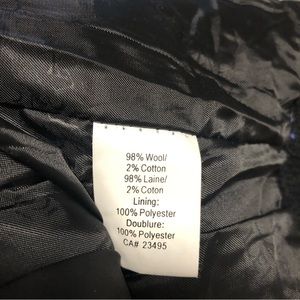 98% Wool/
2% Cotton
98% Laine/
2% Coton
Lining:
100% Polyester
Doublure:
100% Polyester
CA# 23495